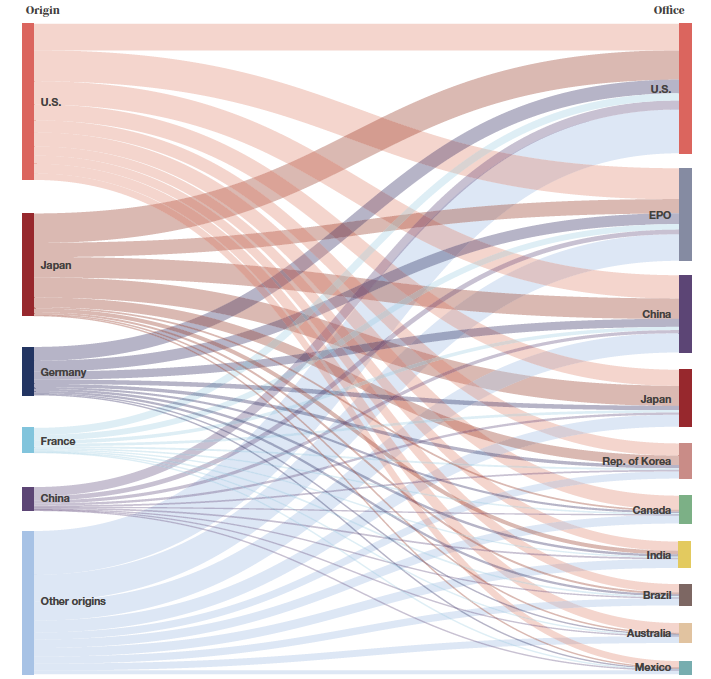 Origin
Office
U.S.
Japan
Germany
France
China
Other origins
U.S.
EPO
China
Japan
Rep. of Korea
Canada
India
Brazil
Australia
Mexico